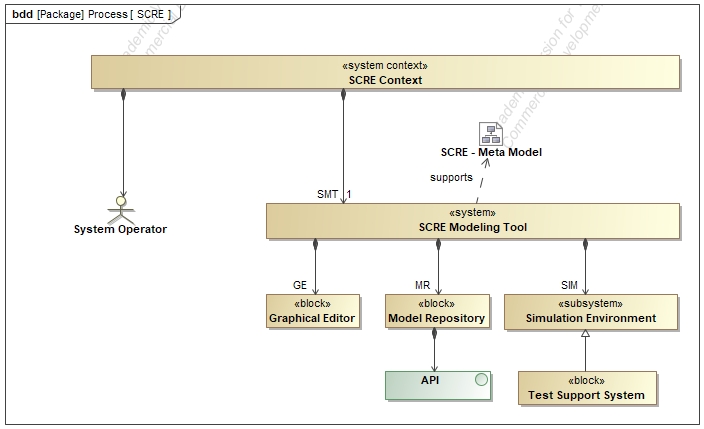 bdd [Package] Process [ SCRE ]
«system context»
SCRE Context
SCRE - Meta Model
supports
SMT 1
System Operator
«system»
SCRE Modeling Tool
GE
MR
SIM
«block»
Graphical Editor
«block»
Model Repository
«subsystem»
Simulation Environment
API
«block»
Test Support System